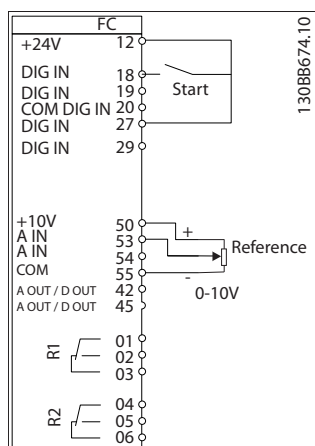 FC
+24V 12
DIG IN 18
DIG IN 19
COM DIG IN 20
DIG IN 27
DIG IN 29
Start
130BB674.10
+10V 50
A IN 53
A IN 54
COM 55
A OUT / D OUT 42
A OUT / D OUT 45
+
Reference
-
0-10V
R1
01
02
03
R2
04
05
06